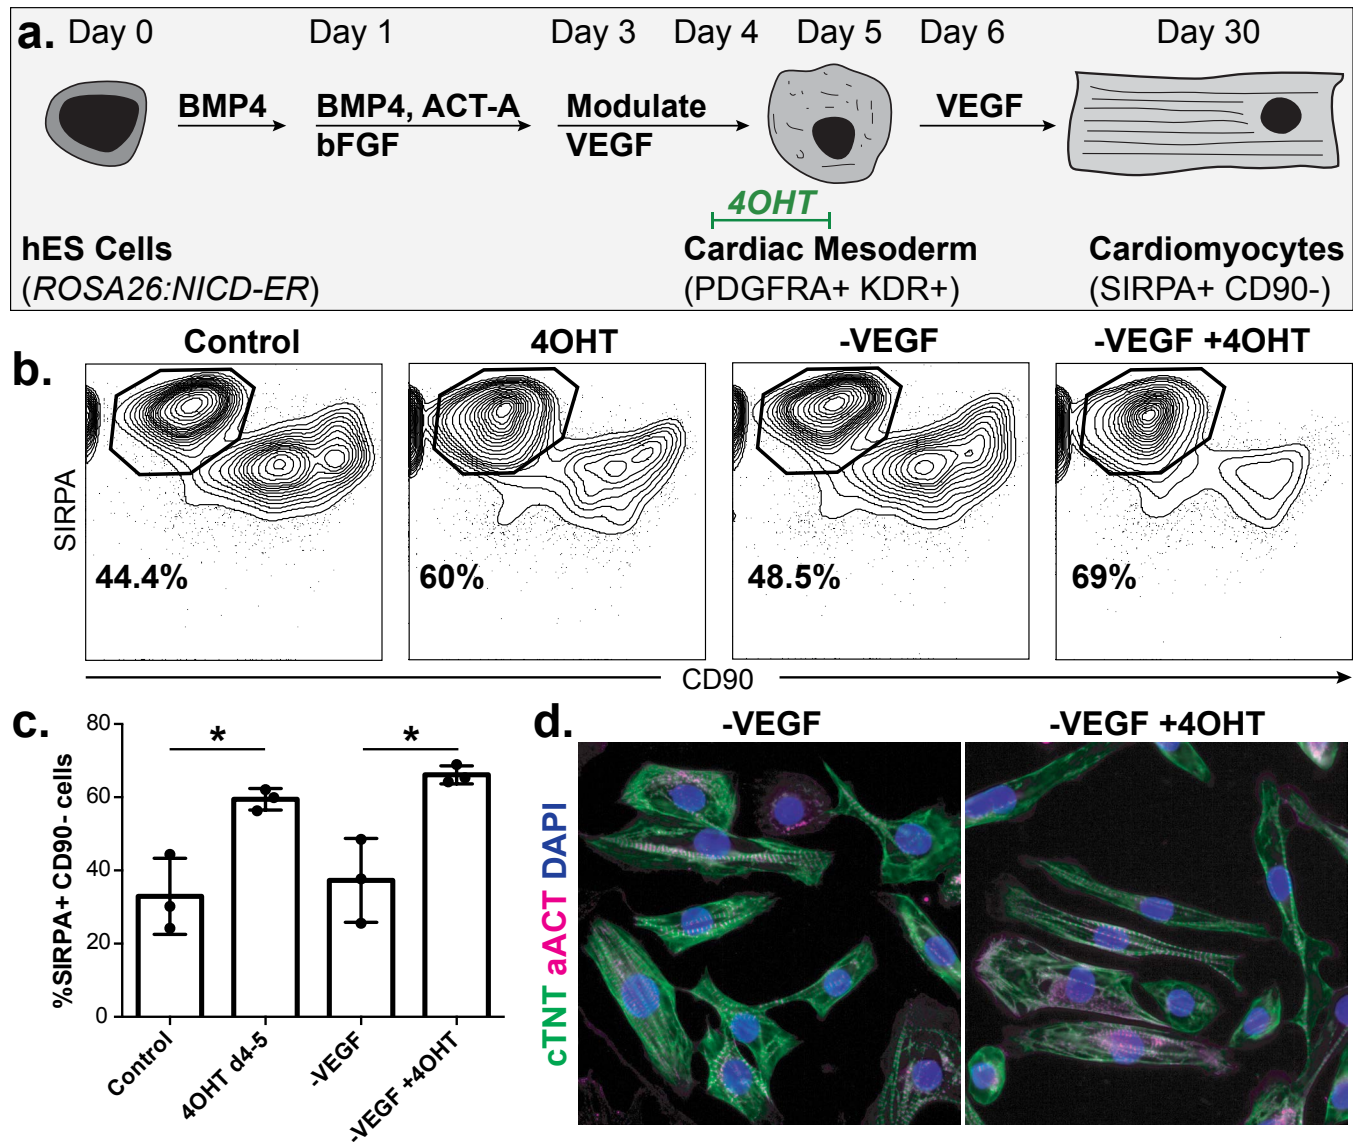 a. Day 0 Day 1 Day 3 Day 4 Day 5 Day 6 Day 30
BMP4 BMP4, ACT-A Modulate VEGF
bFGF VEGF
4OHT
hES Cells Cardiac Mesoderm Cardiomyocytes
(ROSA26:NICD-ER) (PDGFRA+ KDR+) (SIRPA+ CD90-)
b. Control 4OHT -VEGF -VEGF +4OHT
SIRPA
44.4% 60% 48.5% 69%
CD90
c.
%SIRPA+ CD90- cells
80
60
40
20
0
* *
Control 4OHT d4-5 -VEGF -VEGF +4OHT
d. -VEGF -VEGF +4OHT
cTNT aACT DAPI